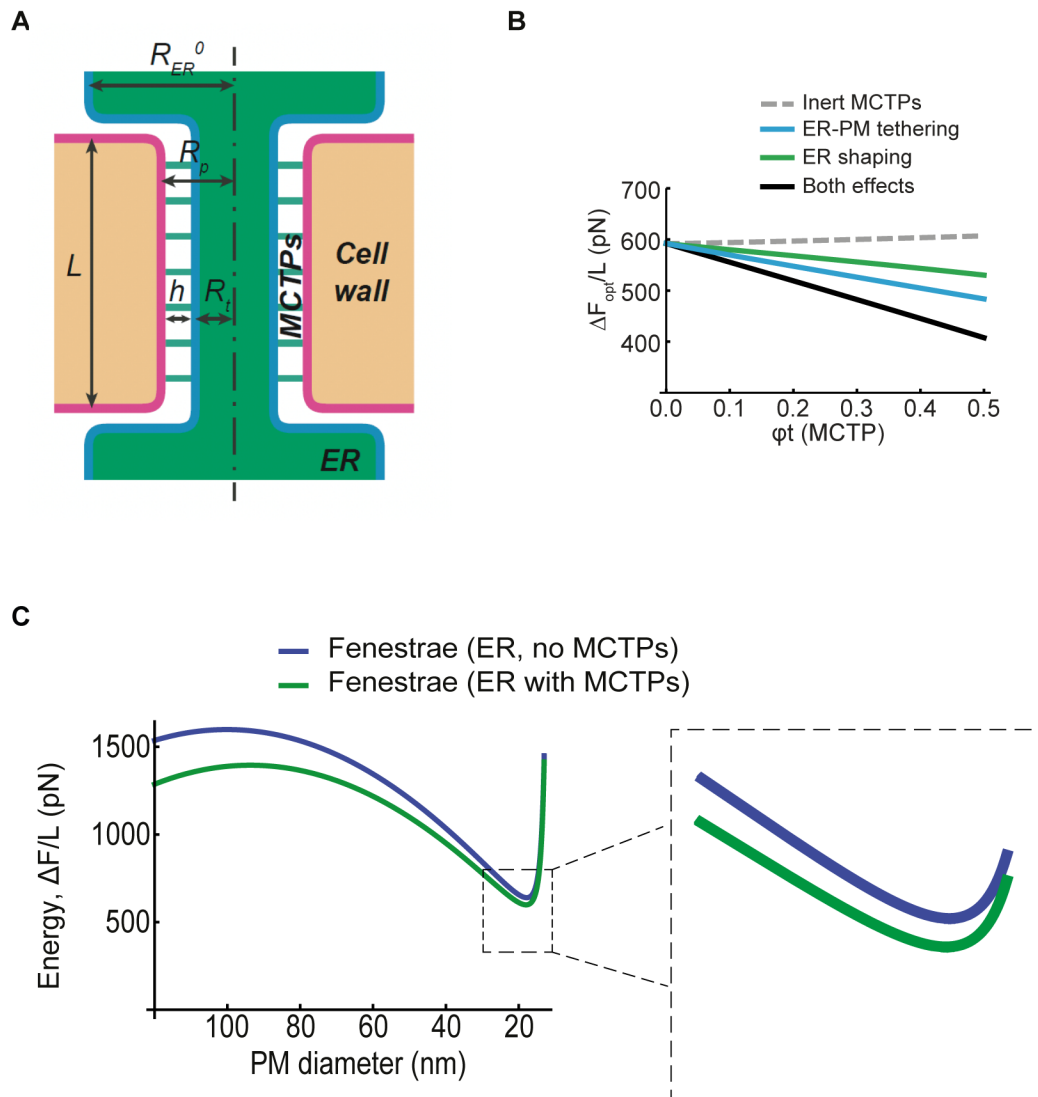 A
R_ER^0
R_p
L
h
R_t
MCTPs
Cell
wall
ER
B
Inert MCTPs
ER-PM tethering
ER shaping
Both effects
700
600
500
400
ΔF_opt/L (pN)
0.0 0.1 0.2 0.3 0.4 0.5
φt (MCTP)
C
Fenestrae (ER, no MCTPs)
Fenestrae (ER with MCTPs)
1500
1000
500
Energy, ΔF/L (pN)
100 80 60 40 20
PM diameter (nm)